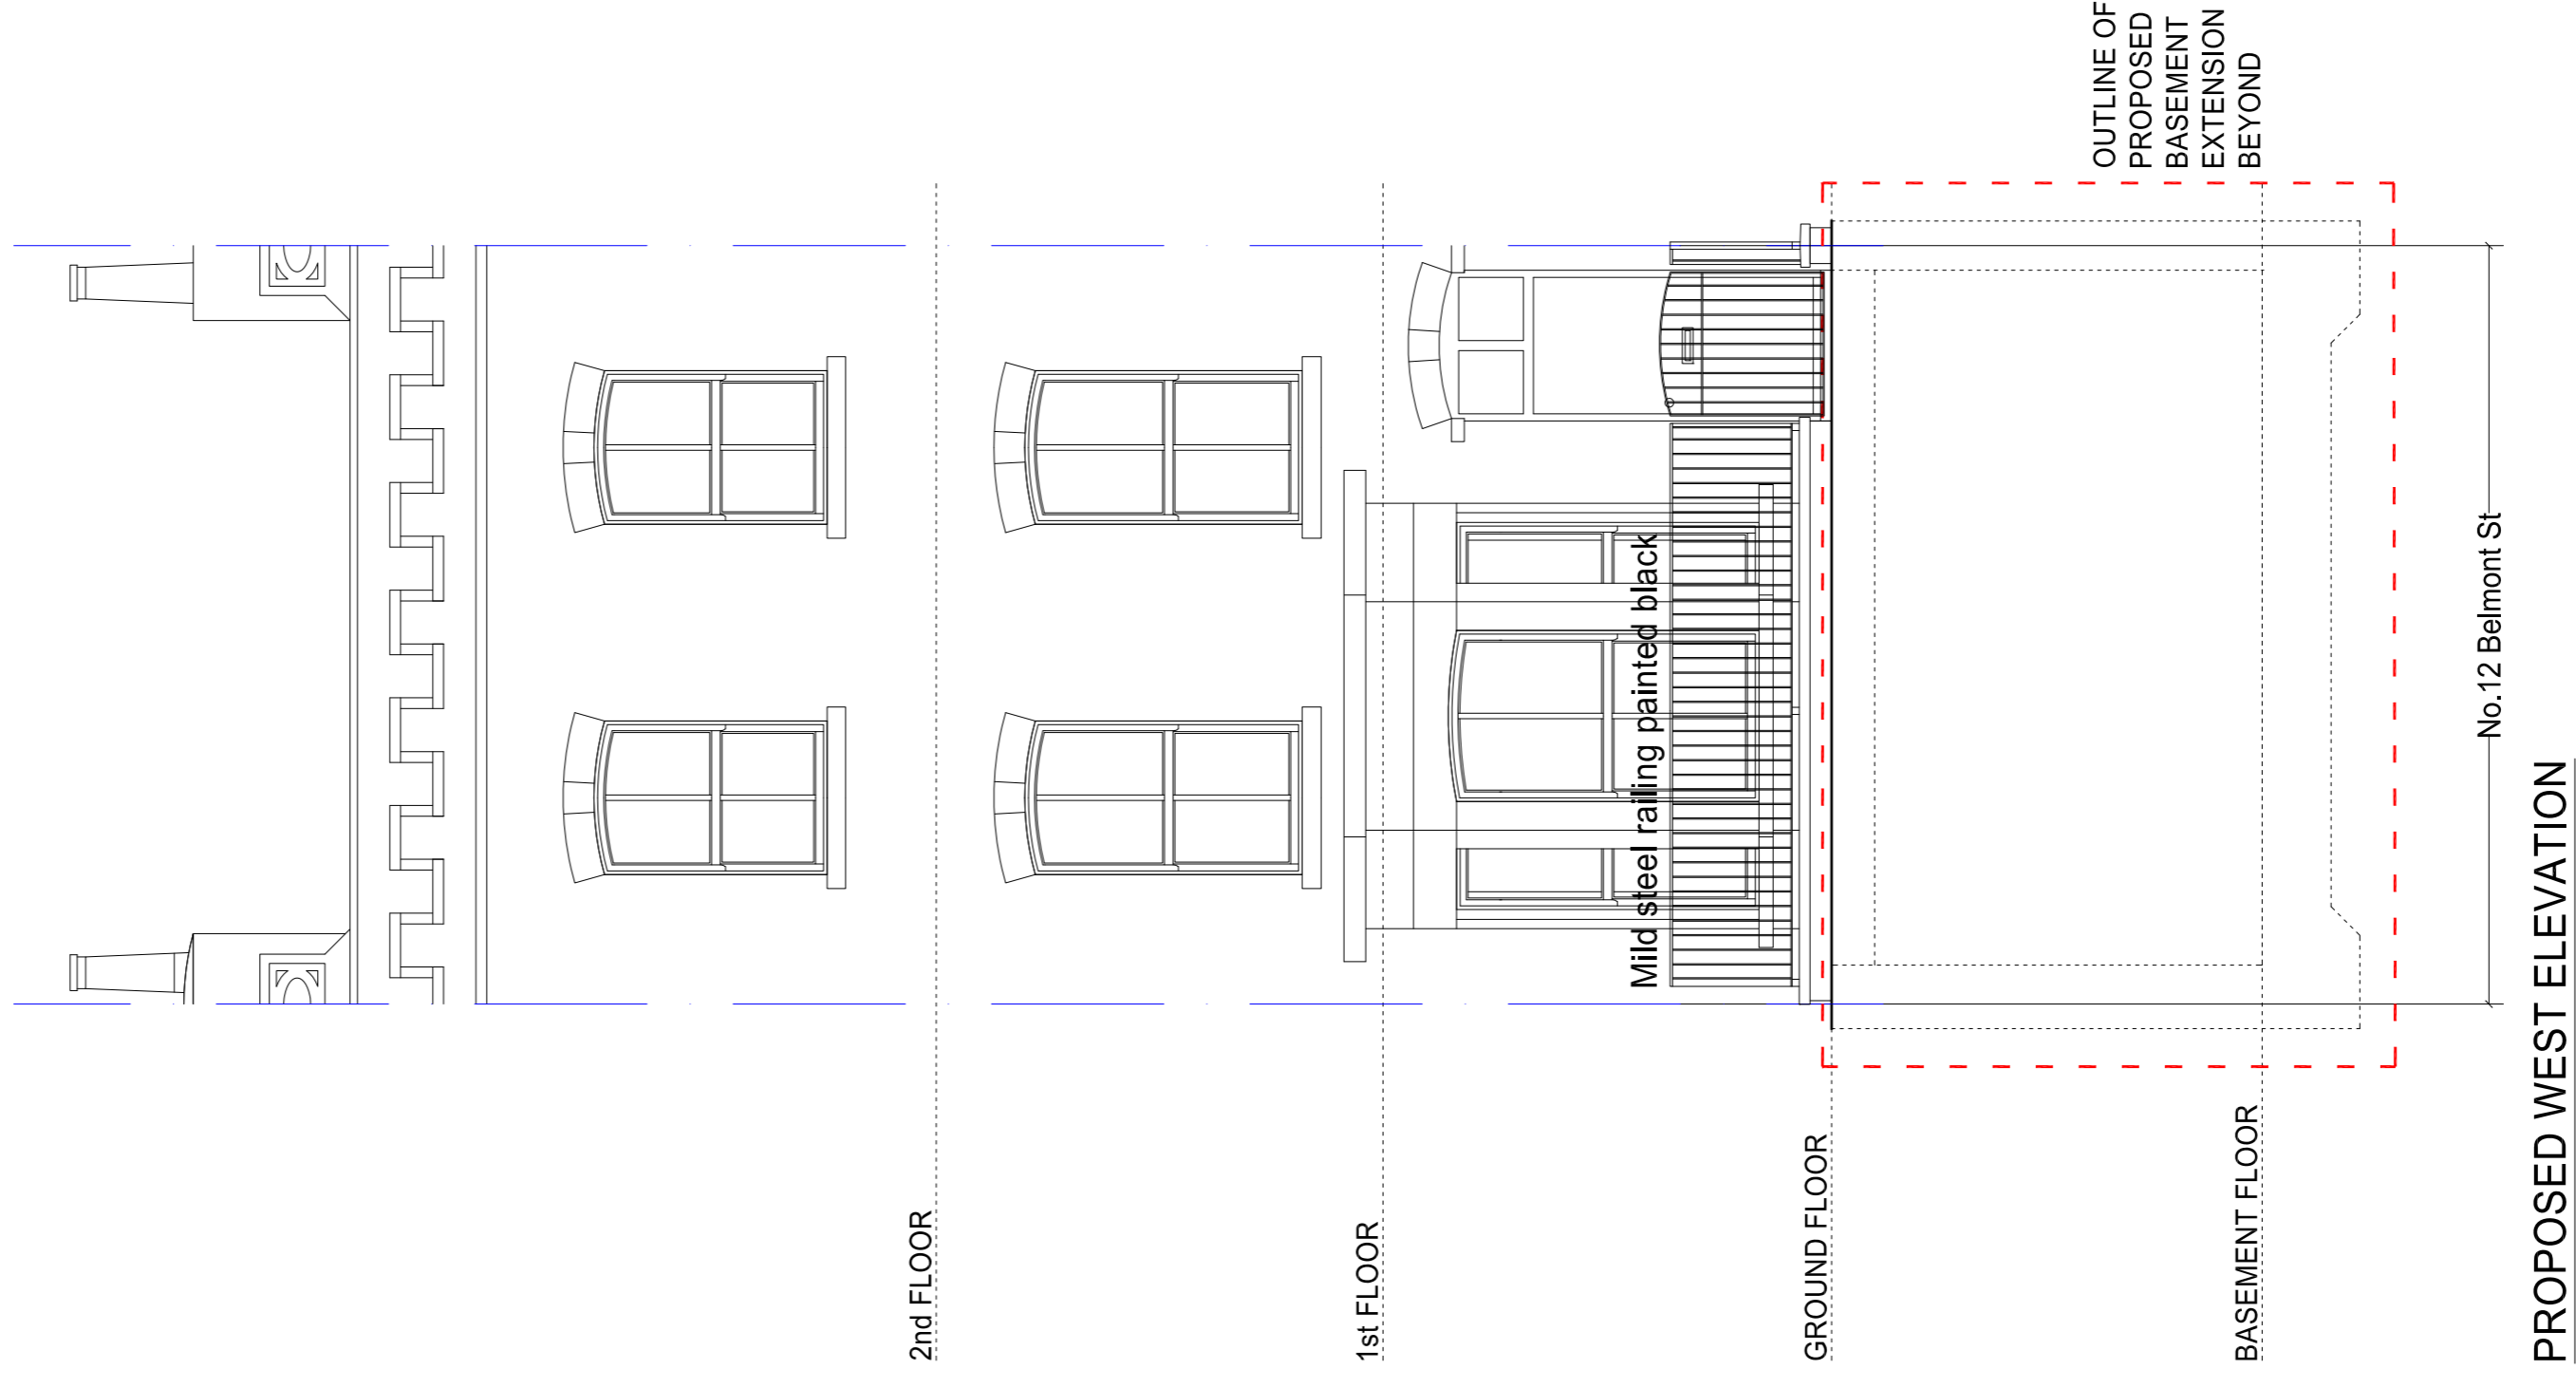 2nd FLOOR
1st FLOOR
Mild steel railing painted black
GROUND FLOOR
OUTLINE OF
PROPOSED
BASEMENT
EXTENSION
BEYOND
BASEMENT FLOOR
No.12 Belmont St
PROPOSED WEST ELEVATION